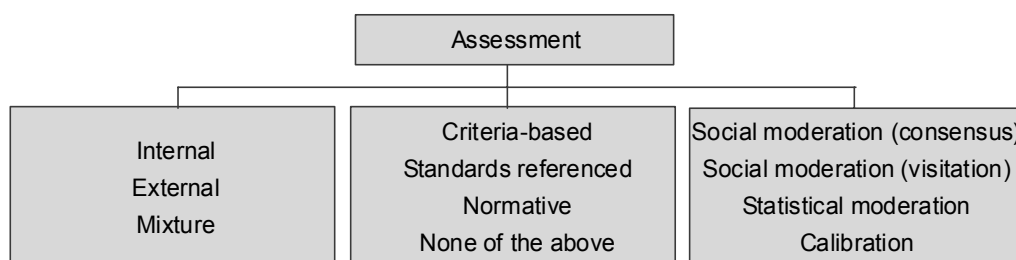 Assessment
Internal
External
Mixture
Criteria-based
Standards referenced
Normative
None of the above
Social moderation (consensus)
Social moderation (visitation)
Statistical moderation
Calibration